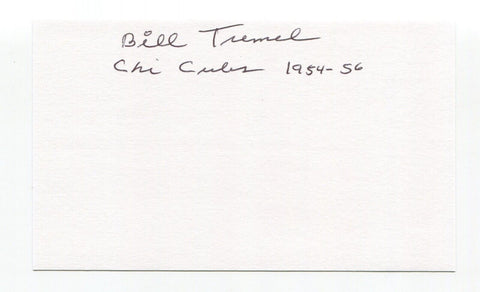 Bill Tremel
Chi Cubs 1954-56